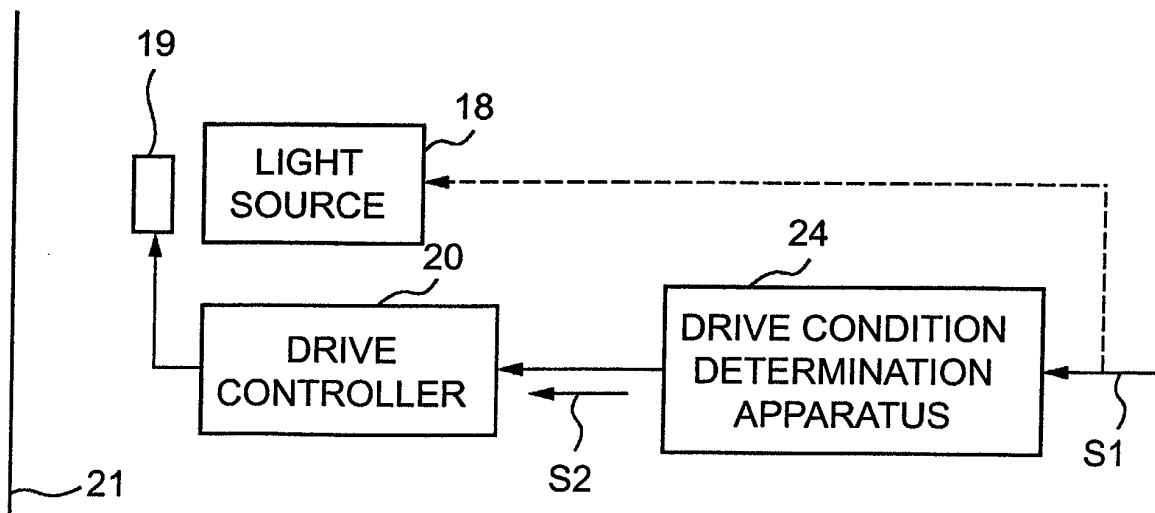 19
18
LIGHT
SOURCE
20
24
DRIVE
CONTROLLER
DRIVE CONDITION
DETERMINATION
APPARATUS
S2
S1
21